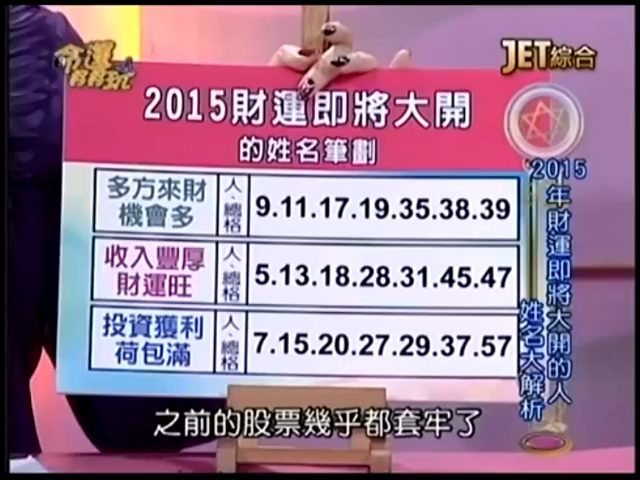 命運好好玩
JET綜合
2015財運即將大開
的姓名筆劃
多方來財
機會多
人、總格
9.11.17.19.35.38.39
收入豐厚
財運旺
人、總格
5.13.18.28.31.45.47
投資獲利
荷包滿
人、總格
7.15.20.27.29.37.57
2015年財運即將大開的人
姓名大解析
之前的股票幾乎都套牢了